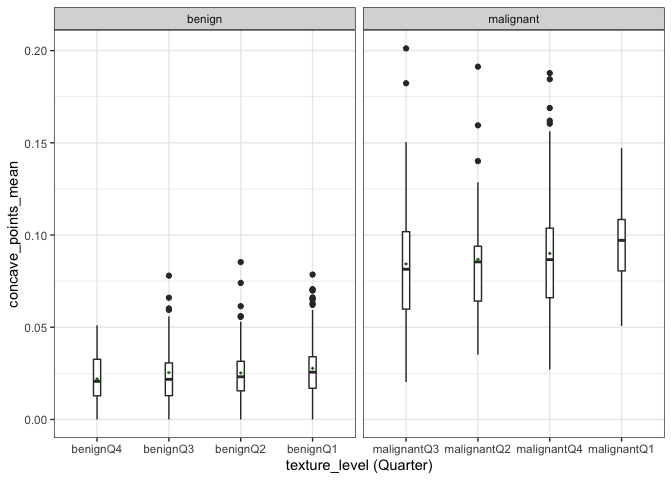 benign malignant
0.20
0.15
0.10
0.05
0.00
concave_points_mean
benignQ4 benignQ3 benignQ2 benignQ1 malignantQ3 malignantQ2 malignantQ4 malignantQ1
texture_level (Quarter)